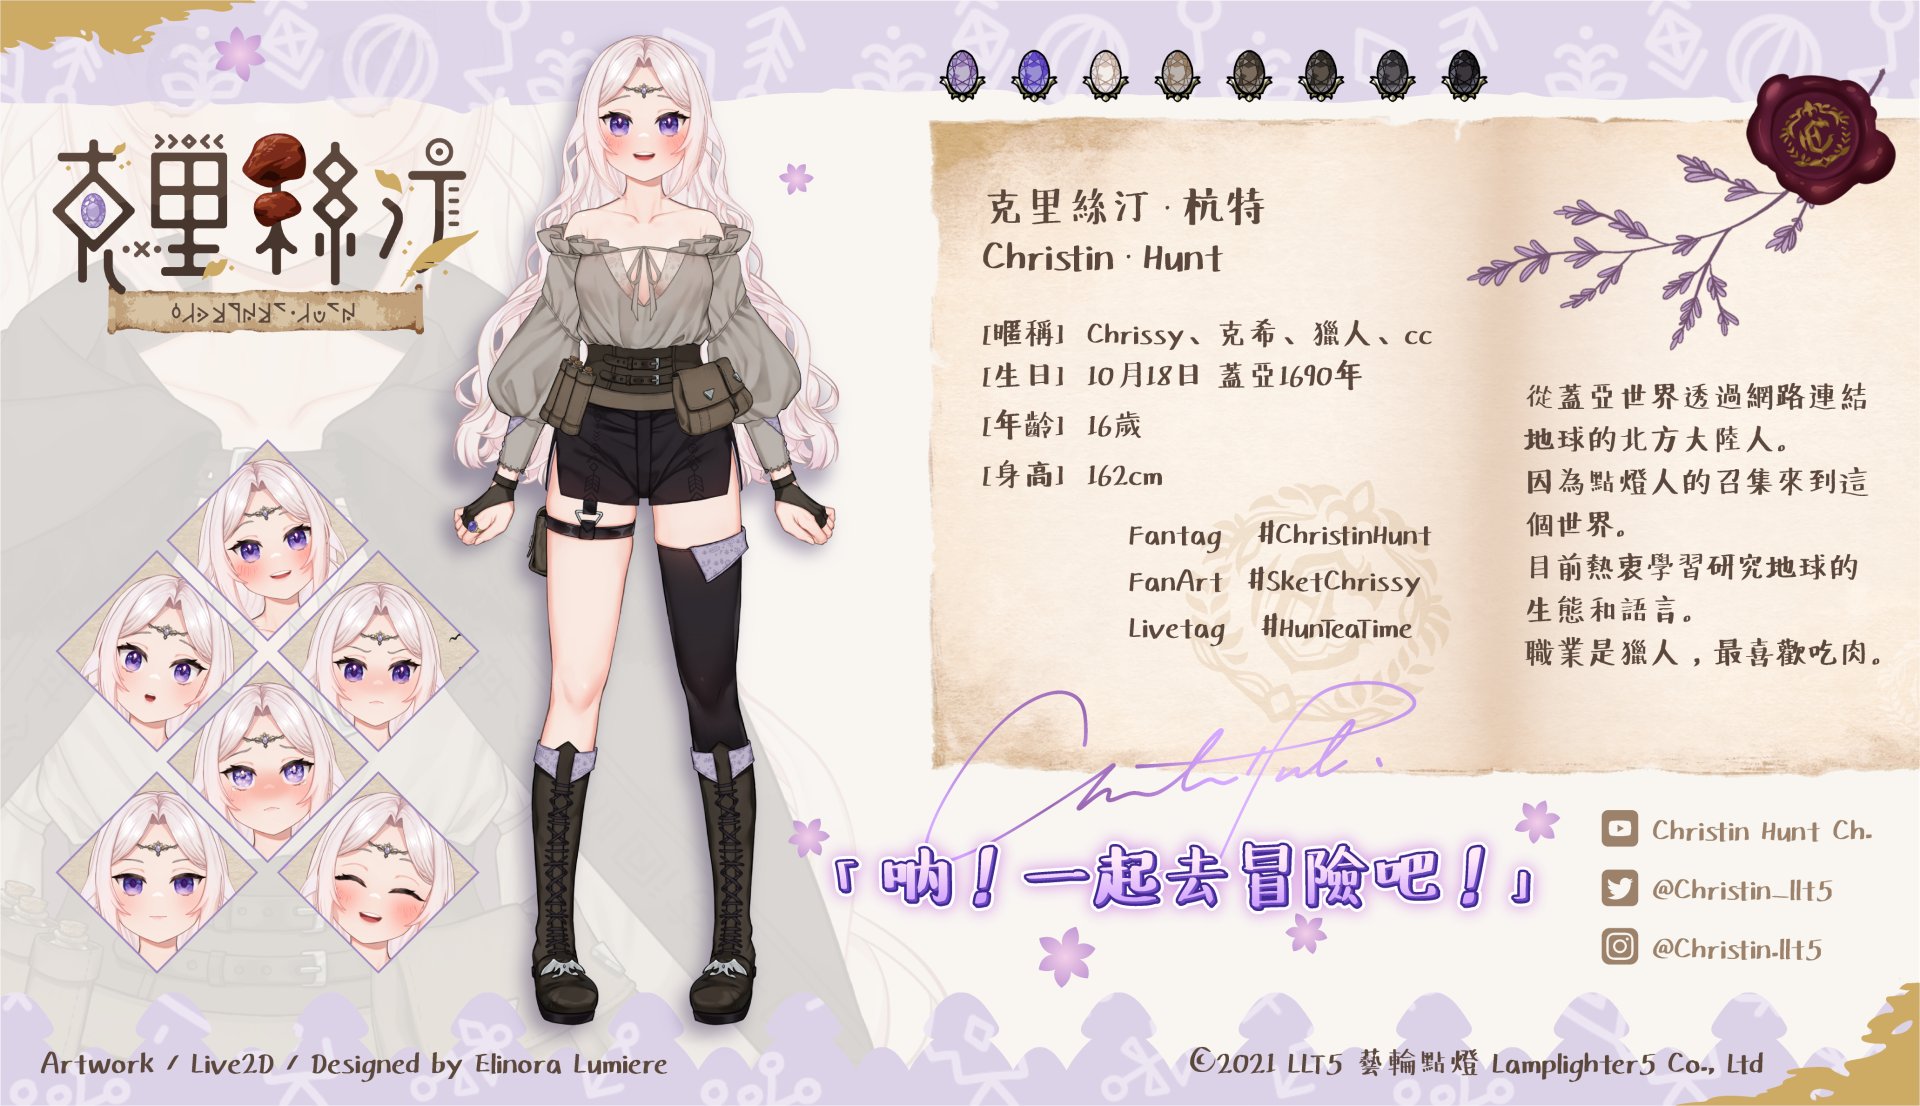 克里絲汀
克里絲汀·杭特
Christin·Hunt
[暱稱] Chrissy、克希、獵人、cc
[生日] 10月18日 蓋亞1690年
[年齡] 16歲
[身高] 162cm
Fantag #ChristinHunt
FanArt #SketChrissy
Livetag #HunTeaTime
從蓋亞世界透過網路連結
地球的北方大陸人。
因為點燈人的召集來到這
個世界。
目前熱衷學習研究地球的
生態和語言。
職業是獵人，最喜歡吃肉。
「吶！一起去冒險吧！」
Christin Hunt Ch.
@Christin_llt5
@Christin.llt5
Artwork / Live2D / Designed by Elinora Lumiere
©2021 LLT5 藝輪點燈 Lamplighter5 Co., Ltd